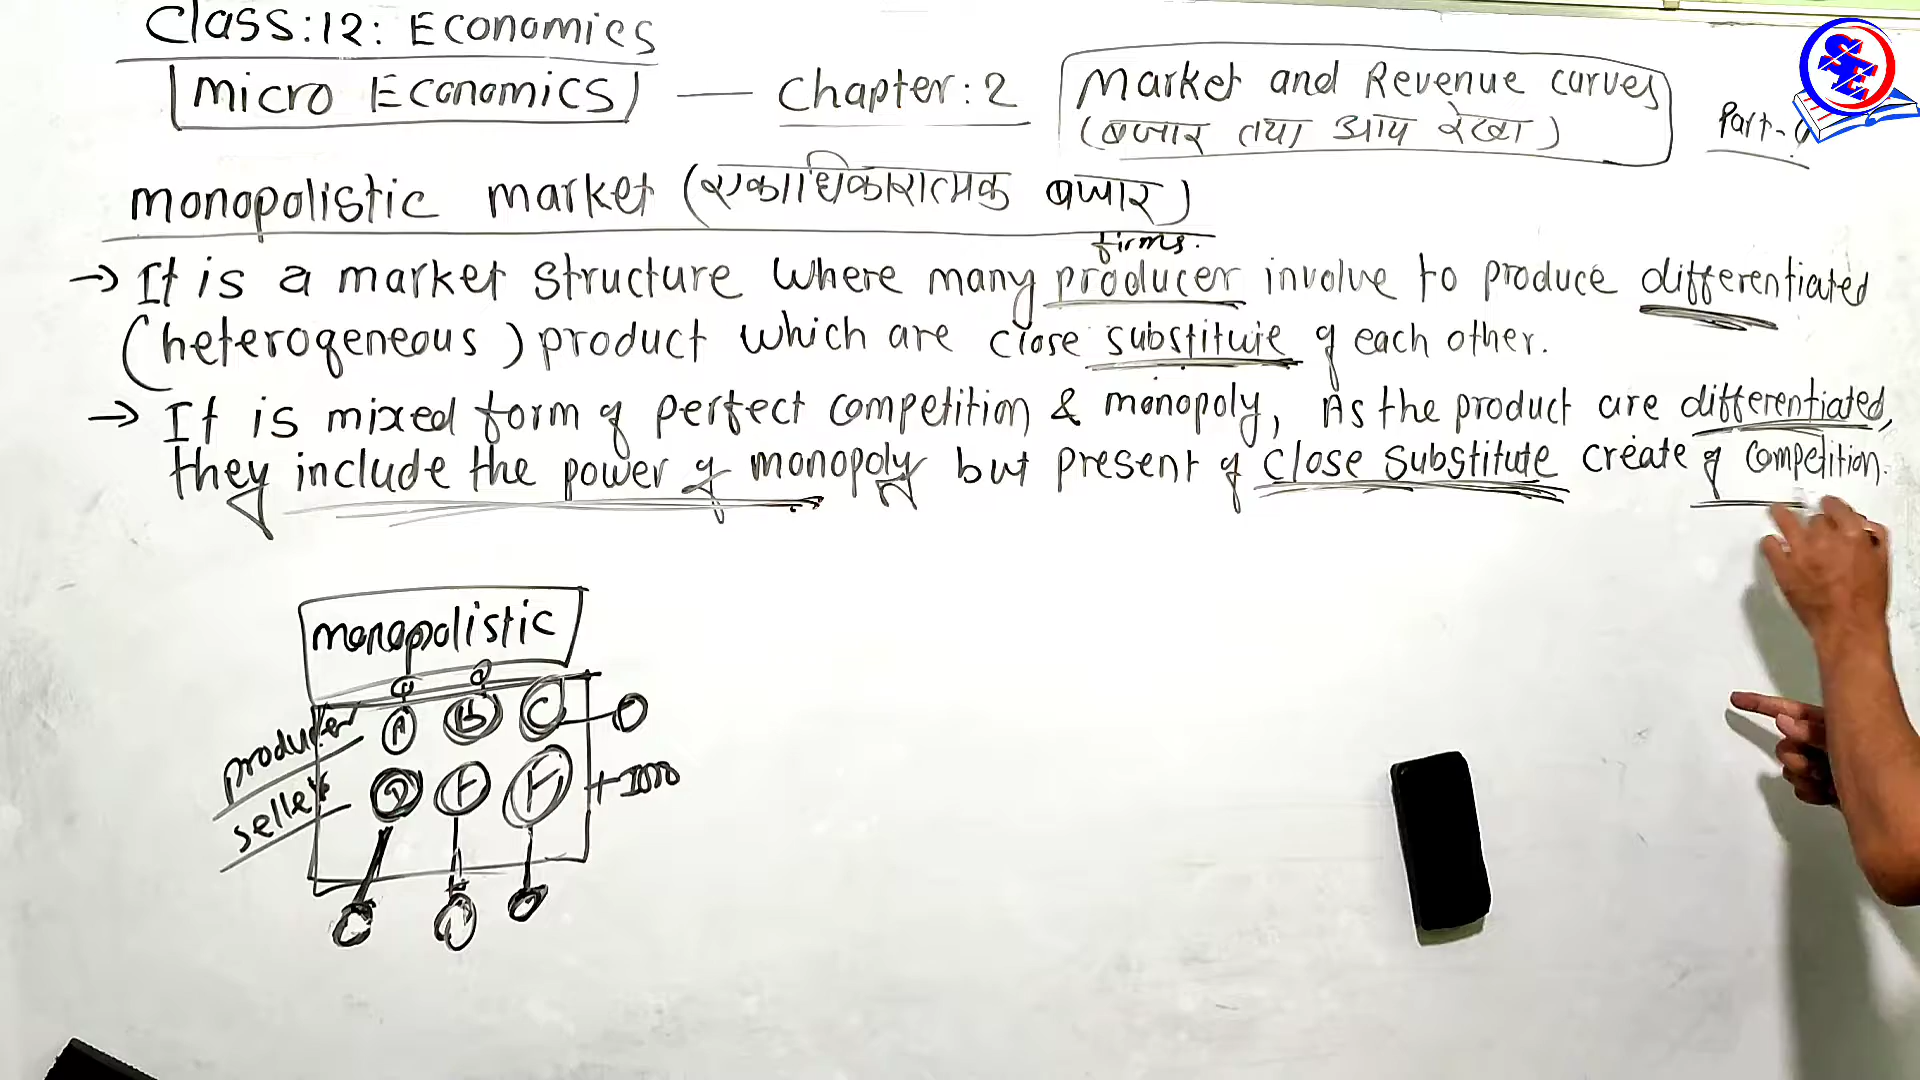 Class:12: Economics
Micro Economics — Chapter:2 Market and Revenue curves
(बजार तथा आय रेखा)
Part-
monopolistic market (एकाधिकारात्मक बजार)
firms.
→ It is a market structure where many producer involve to produce differentiated
(heterogeneous) product which are close substitute of each other.
→ It is mixed form of perfect competition & monopoly, As the product are differentiated,
they include the power of monopoly but present of close substitute create of competition.
monopolistic
producer
A B C
seller
D E F